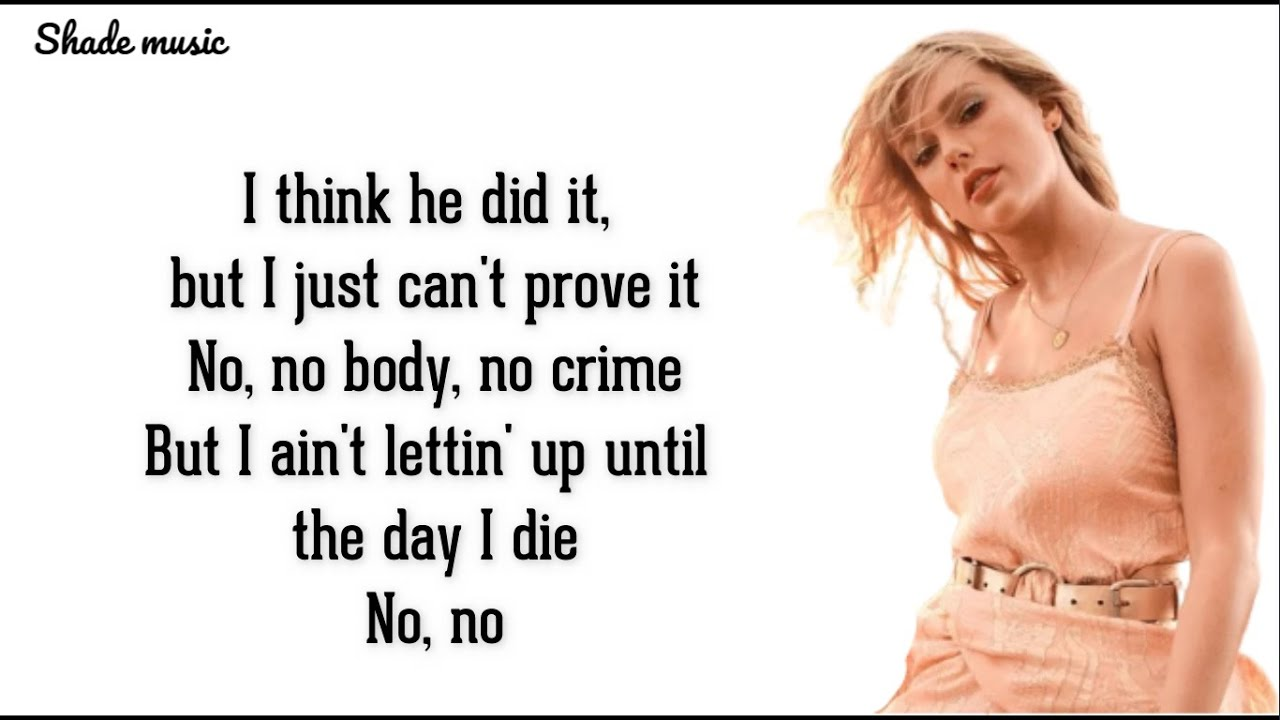 Shade music
I think he did it,
but I just can't prove it
No, no body, no crime
But I ain't lettin' up until
the day I die
No, no